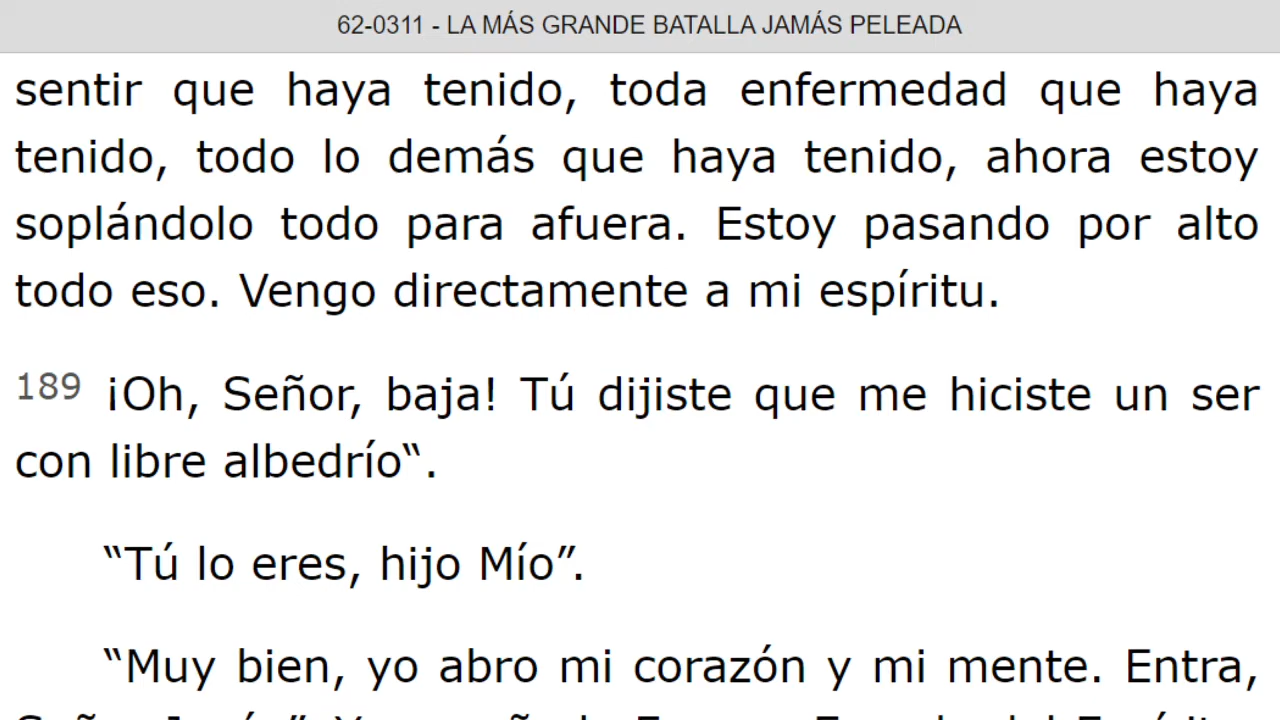 62-0311 - LA MÁS GRANDE BATALLA JAMÁS PELEADA
sentir que haya tenido, toda enfermedad que haya
tenido, todo lo demás que haya tenido, ahora estoy
soplándolo todo para afuera. Estoy pasando por alto
todo eso. Vengo directamente a mi espíritu.
189 ¡Oh, Señor, baja! Tú dijiste que me hiciste un ser
con libre albedrío“.
“Tú lo eres, hijo Mío”.
“Muy bien, yo abro mi corazón y mi mente. Entra,